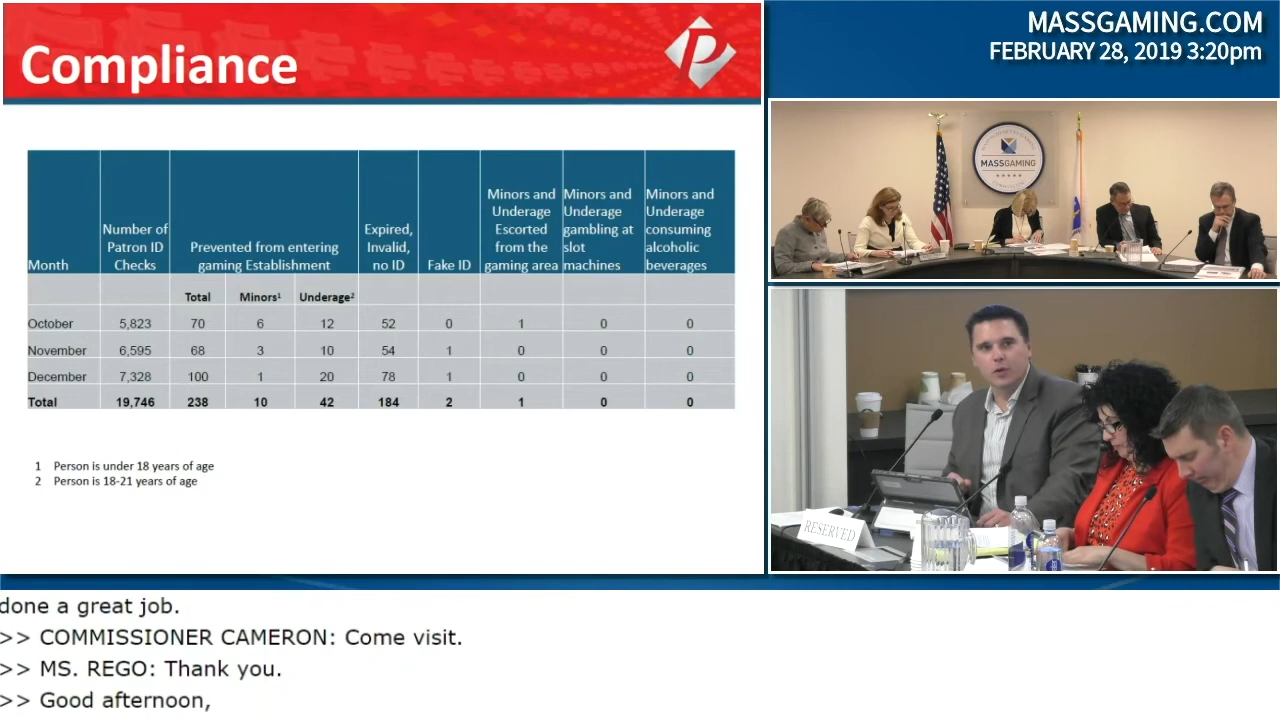 Compliance
MASSGAMING.COM
FEBRUARY 28, 2019 3:20pm
Month
Number of Patron ID Checks
Prevented from entering gaming Establishment
Expired, Invalid, no ID
Fake ID
Minors and Underage Escorted from the gaming area
Minors and Underage gambling at slot machines
Minors and Underage consuming alcoholic beverages
Total Minors¹ Underage²
October 5,823 70 6 12 52 0 1 0 0
November 6,595 68 3 10 54 1 0 0 0
December 7,328 100 1 20 78 1 0 0 0
Total 19,746 238 10 42 184 2 1 0 0
1 Person is under 18 years of age
2 Person is 18-21 years of age
MASSGAMING
RESERVED
done a great job.
>> COMMISSIONER CAMERON: Come visit.
>> MS. REGO: Thank you.
>> Good afternoon,